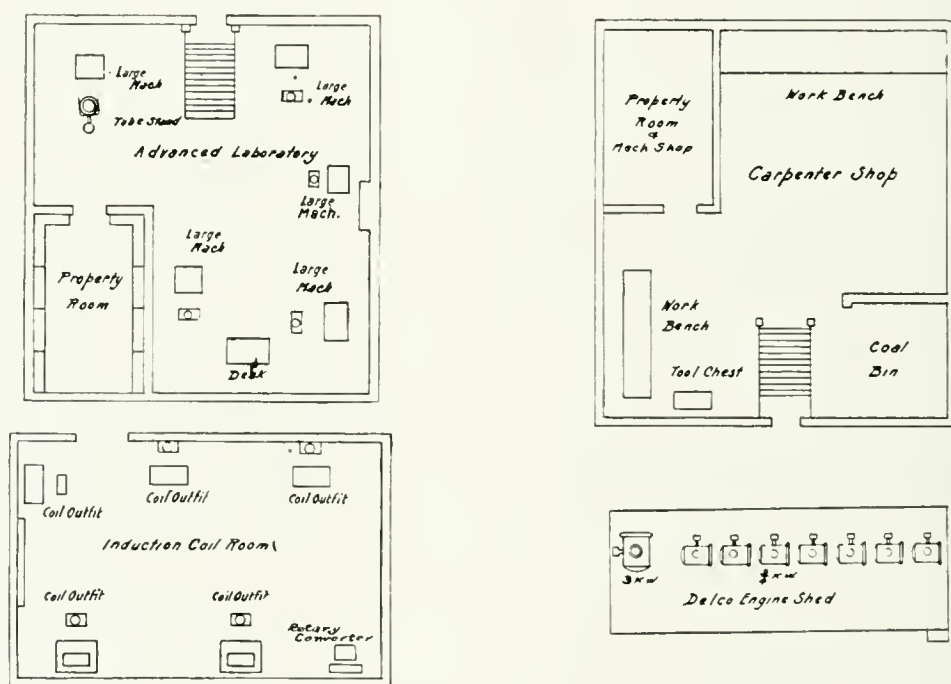 Large
Mach
Tube Stand
Large
Mach
Advanced Laboratory
Large
Mach.
Large
Mach
Large
Mach
Property
Room
Desk
Coil Outfit
Coil Outfit
Coil Outfit
Induction Coil Room
Coil Outfit
Coil Outfit
Rotary
Converter
Property
Room
&
Mach Shop
Work Bench
Carpenter Shop
Work
Bench
Tool Chest
Coal
Bin
3 K W
K W
Delco Engine Shed